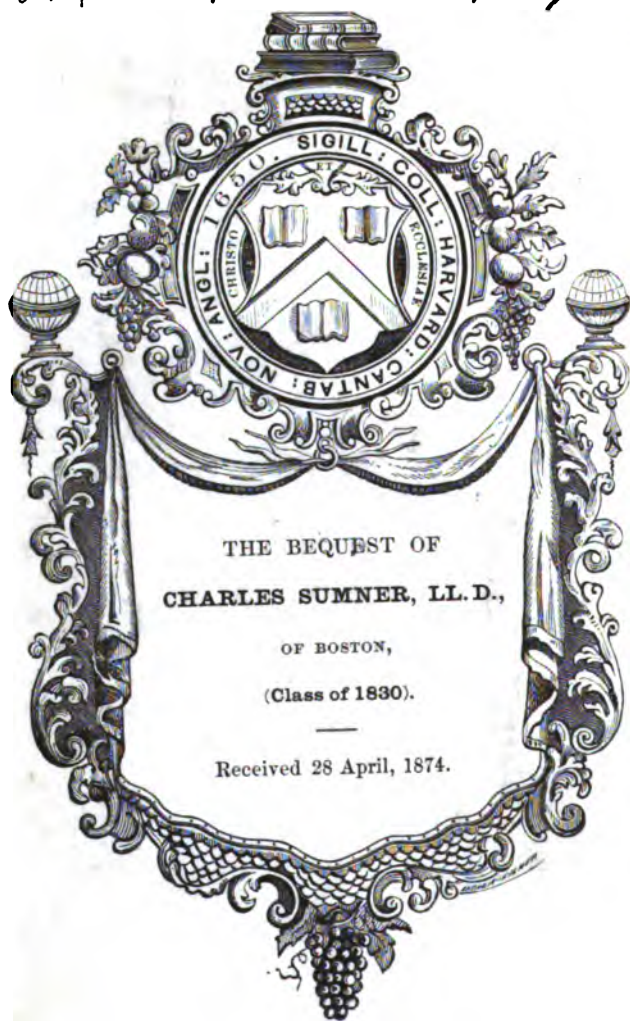 SIGILL: COLL: HARVARD: CANTAB: NOV: ANGL: 1650.
CHRISTO
ET
ECCLESIAE
THE BEQUEST OF
CHARLES SUMNER, LL.D.,
OF BOSTON,
(Class of 1830).
Received 28 April, 1874.